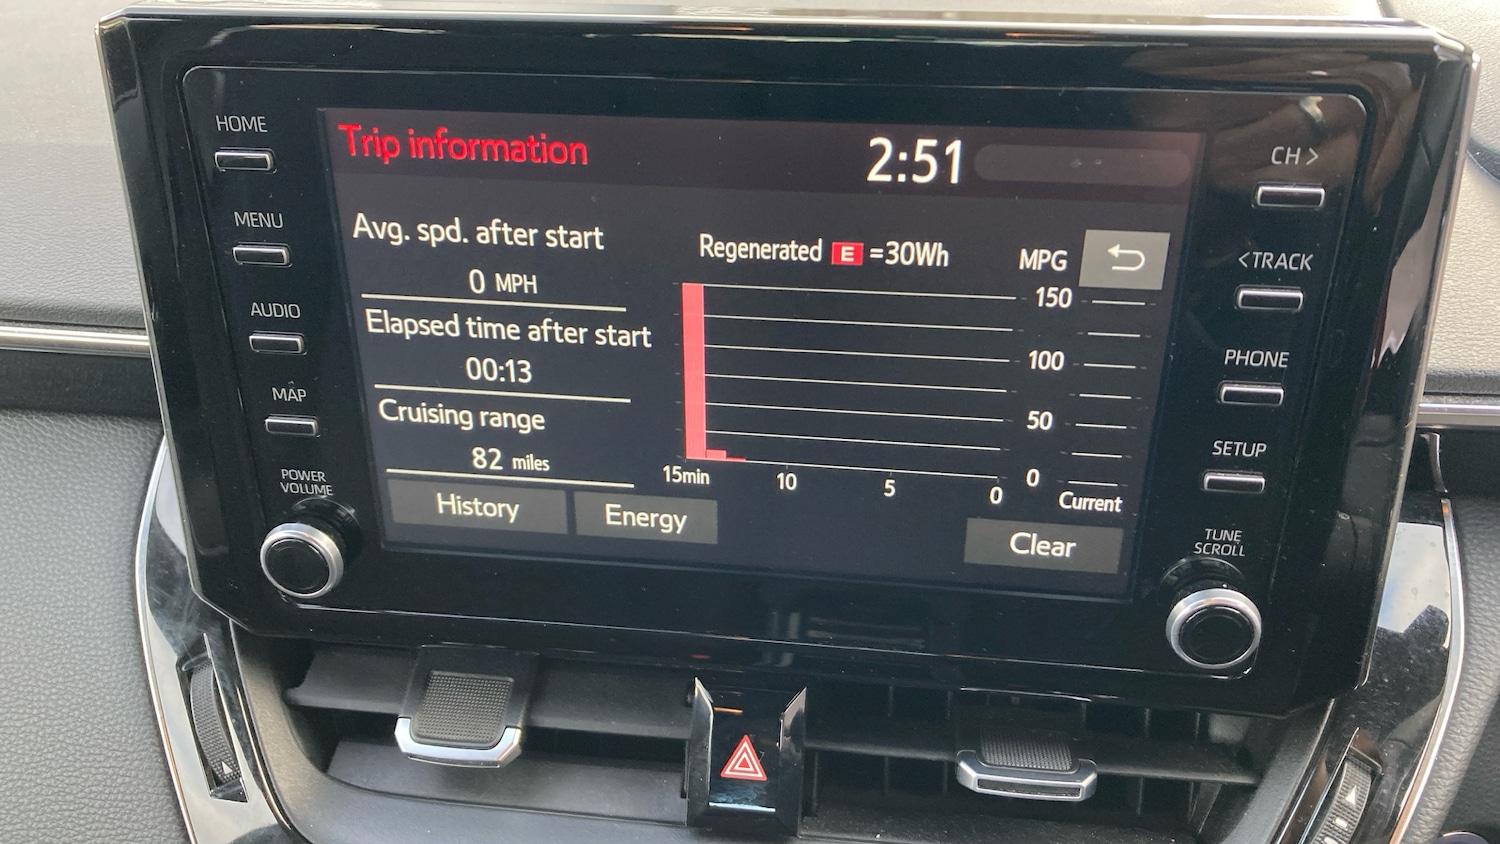 HOME
MENU
AUDIO
MAP
POWER
VOLUME
Trip information
2:51
Avg. spd. after start
0 MPH
Elapsed time after start
00:13
Cruising range
82 miles
History
Energy
Regenerated E =30Wh
MPG
150
100
50
0
15min 10 5 0
Current
Clear
CH >
< TRACK
PHONE
SETUP
TUNE
SCROLL